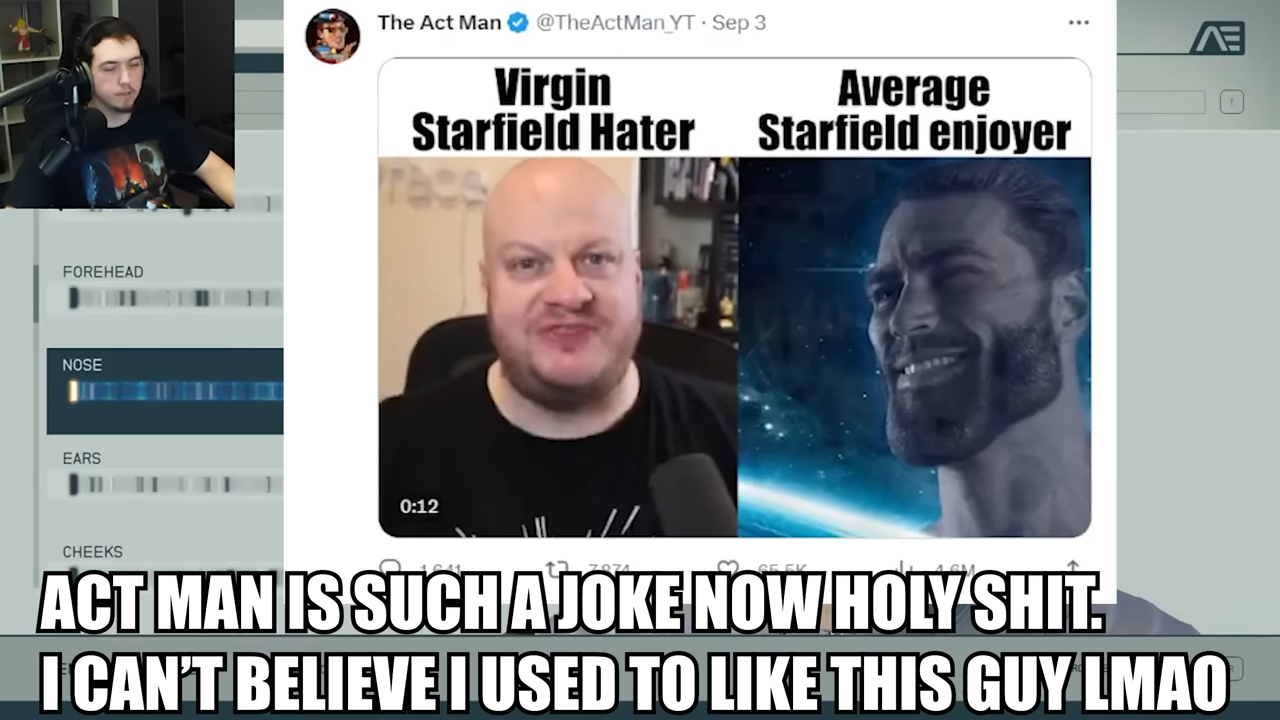 The Act Man @TheActMan_YT · Sep 3
Virgin
Starfield Hater
Average
Starfield enjoyer
0:12
FOREHEAD
NOSE
EARS
CHEEKS
T
ACT MAN IS SUCH A JOKE NOW HOLY SHIT.
I CAN'T BELIEVE I USED TO LIKE THIS GUY LMAO